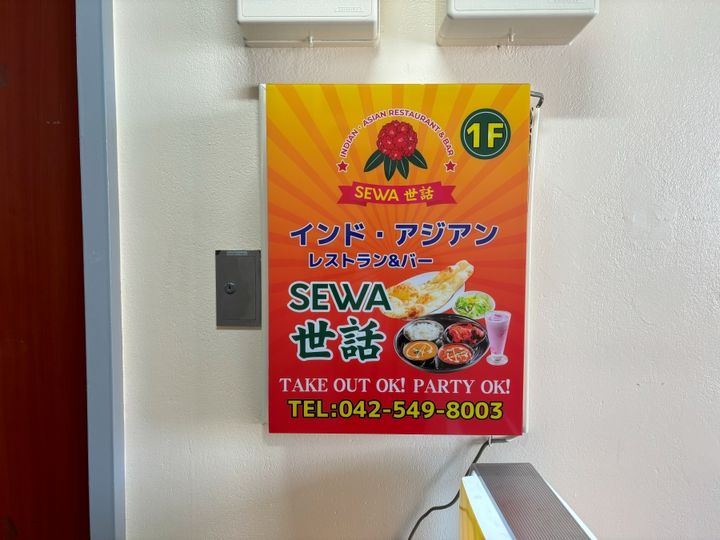 INDIAN・ASIAN RESTAURANT & BAR
1F
SEWA 世話
インド・アジアン
レストラン&バー
SEWA
世話
TAKE OUT OK! PARTY OK!
TEL:042-549-8003